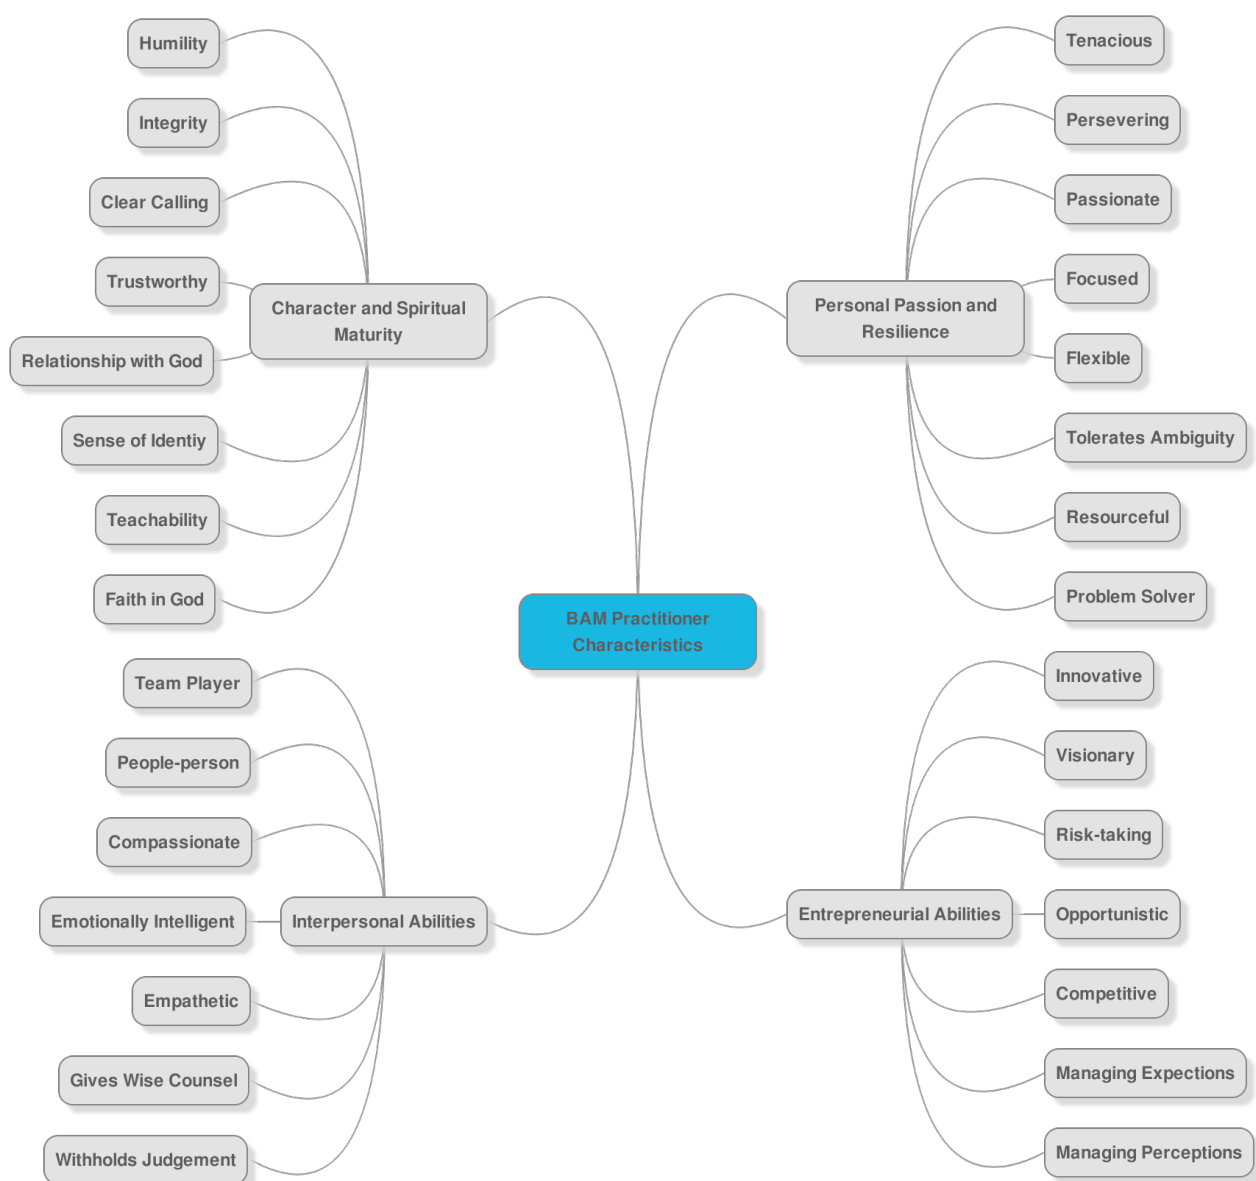 BAM Practitioner
Characteristics
Character and Spiritual
Maturity
Humility
Integrity
Clear Calling
Trustworthy
Relationship with God
Sense of Identiy
Teachability
Faith in God
Interpersonal Abilities
Team Player
People-person
Compassionate
Emotionally Intelligent
Empathetic
Gives Wise Counsel
Withholds Judgement
Personal Passion and
Resilience
Tenacious
Persevering
Passionate
Focused
Flexible
Tolerates Ambiguity
Resourceful
Problem Solver
Entrepreneurial Abilities
Innovative
Visionary
Risk-taking
Opportunistic
Competitive
Managing Expections
Managing Perceptions